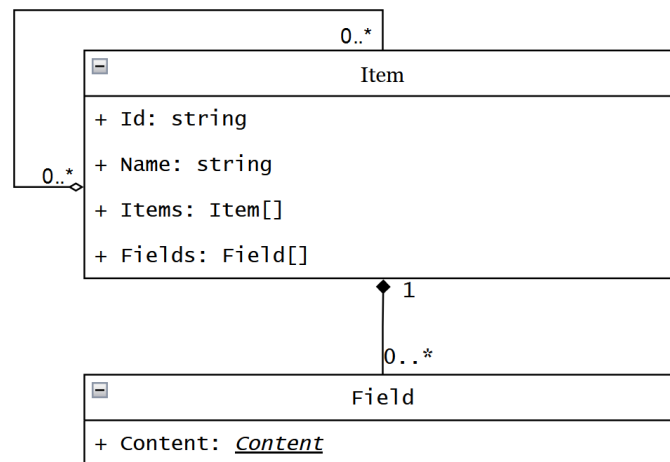 0..*
Item
+ Id: string
+ Name: string
0..*
+ Items: Item[]
+ Fields: Field[]
1
0..*
Field
+ Content: Content